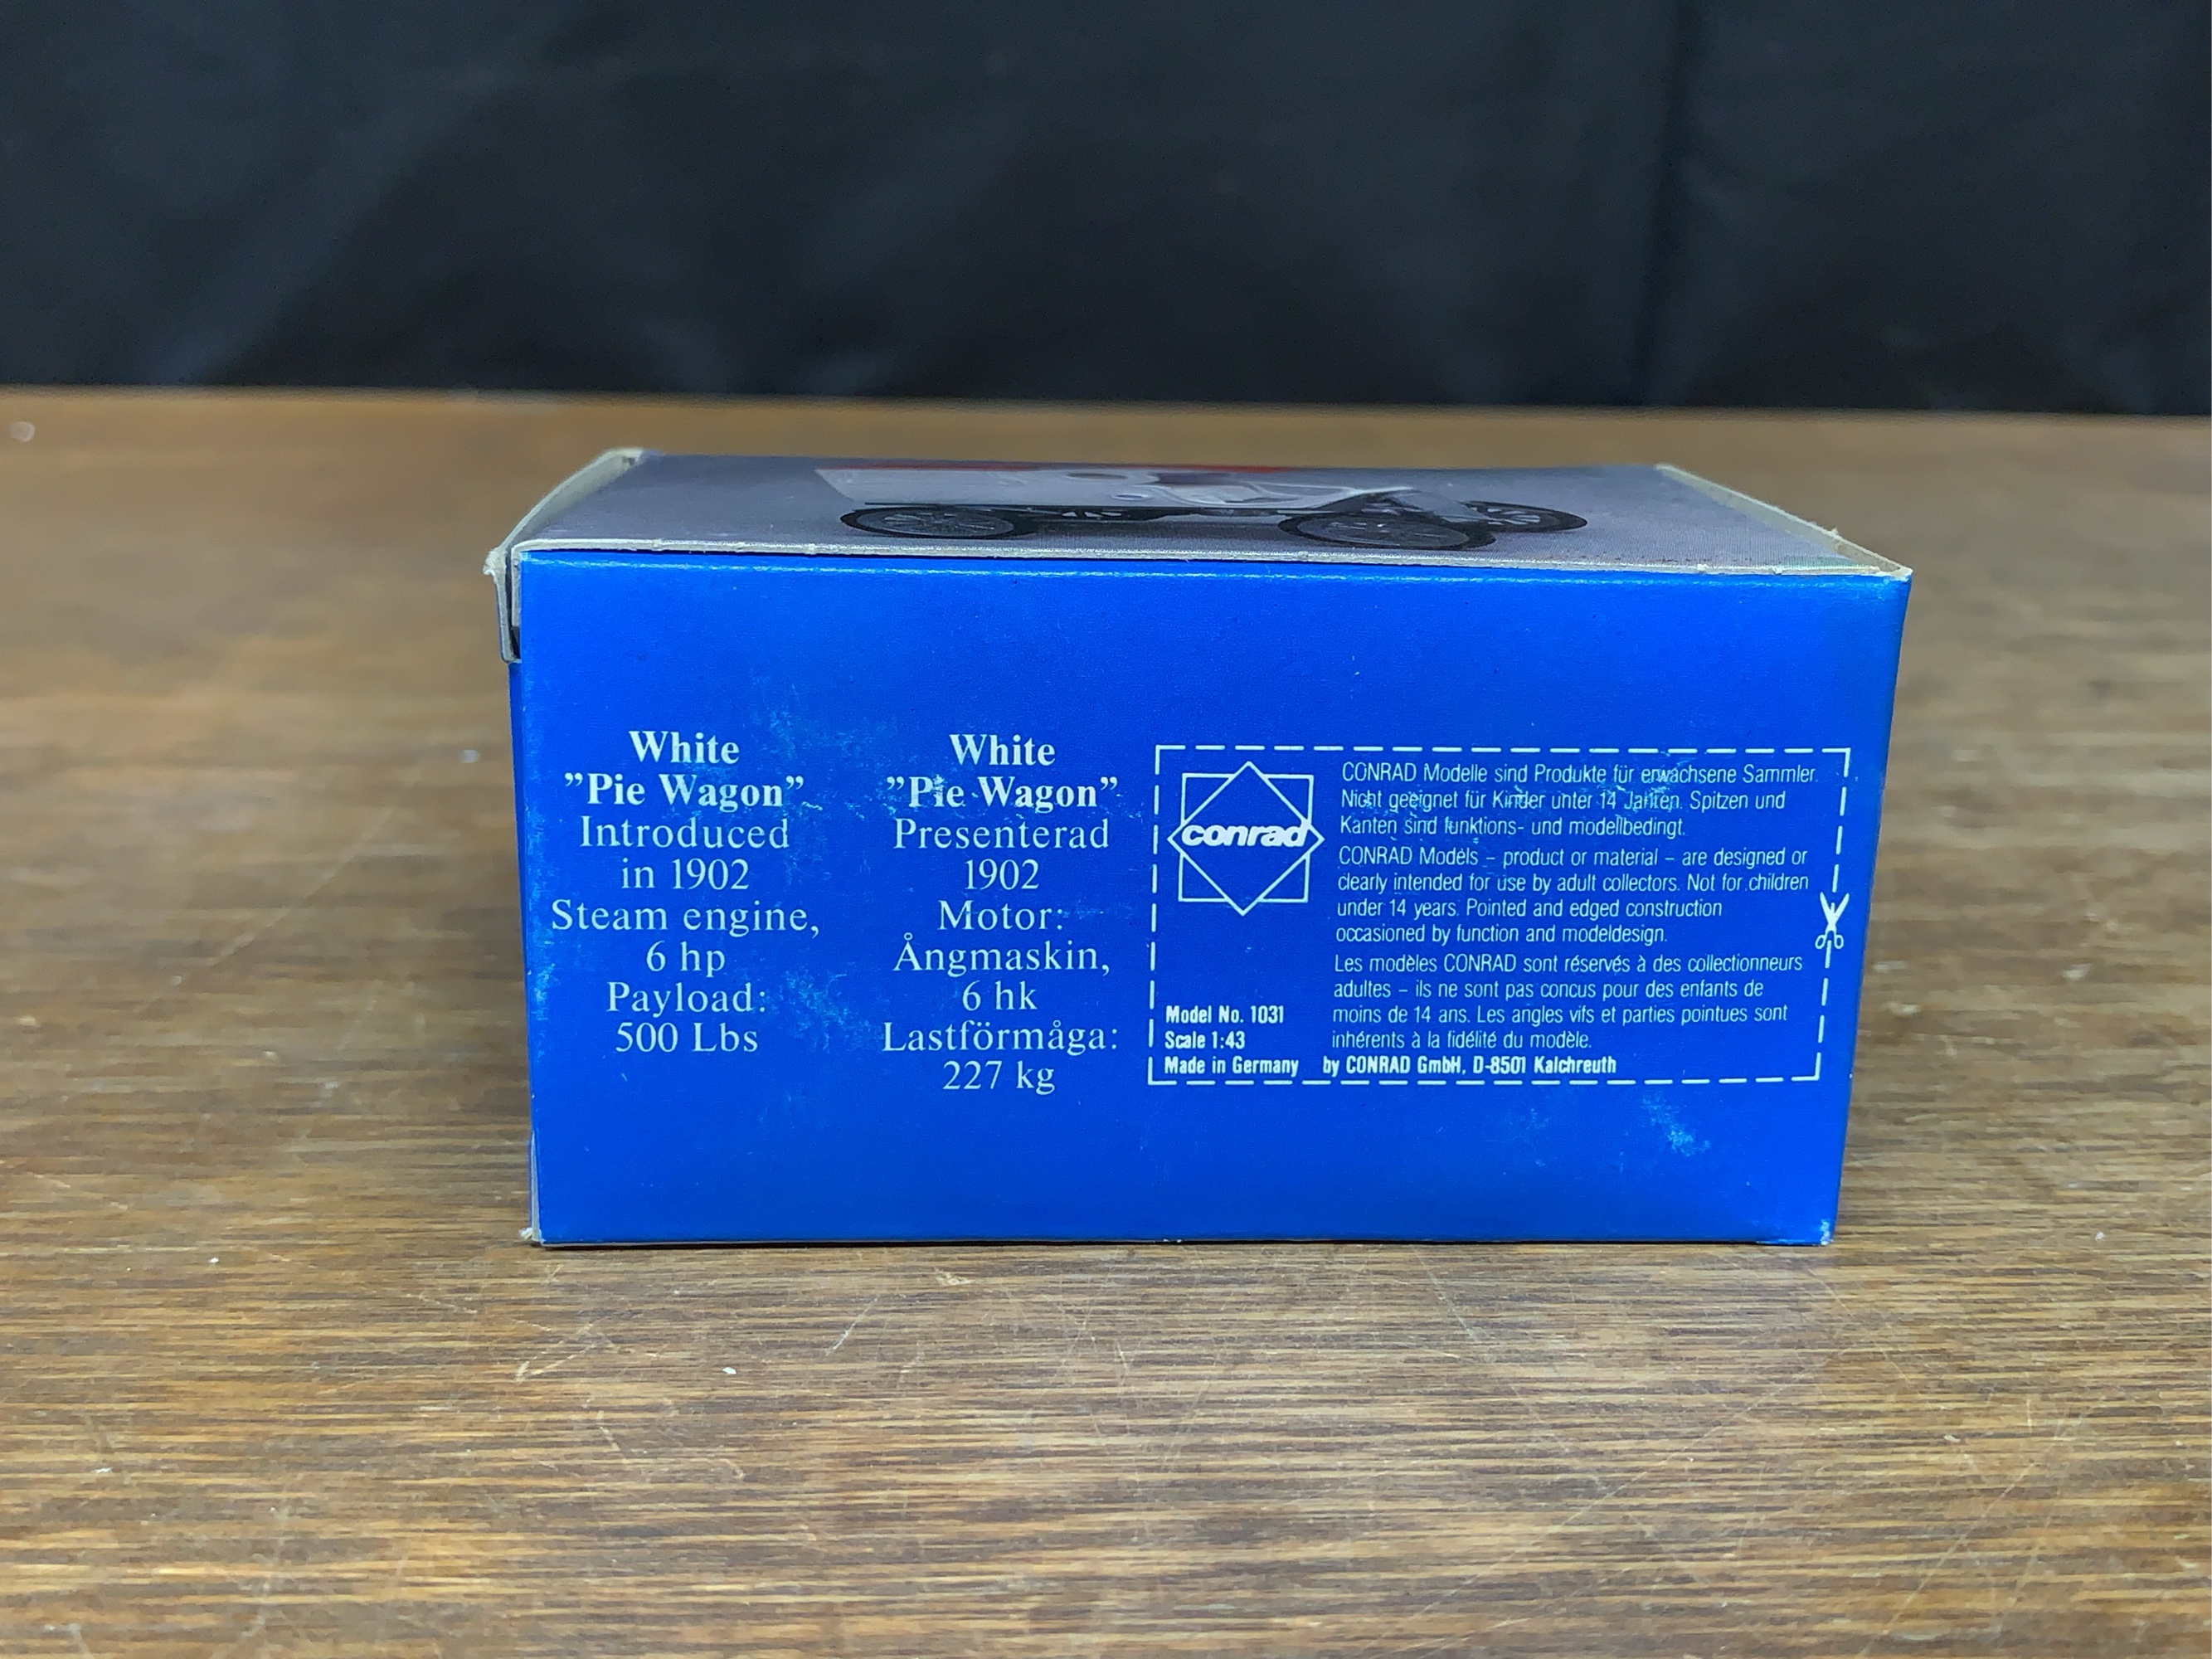 White
”Pie Wagon”
Introduced
in 1902
Steam engine,
6 hp
Payload:
500 Lbs
White
”Pie Wagon”
Presenterad
1902
Motor:
Ångmaskin,
6 hk
Lastförmåga:
227 kg
conrad
Model No. 1031
Scale 1:43
Made in Germany by CONRAD GmbH, D-8501 Kalchreuth
CONRAD Modelle sind Produkte für erwachsene Sammler.
Nicht geeignet für Kinder unter 14 Jahren. Spitzen und
Kanten sind funktions- und modellbedingt.
CONRAD Models – product or material – are designed or
clearly intended for use by adult collectors. Not for children
under 14 years. Pointed and edged construction
occasioned by function and modeldesign.
Les modèles CONRAD sont réservés à des collectionneurs
adultes – ils ne sont pas concus pour des enfants de
moins de 14 ans. Les angles vifs et parties pointues sont
inhérents à la fidélité du modèle.